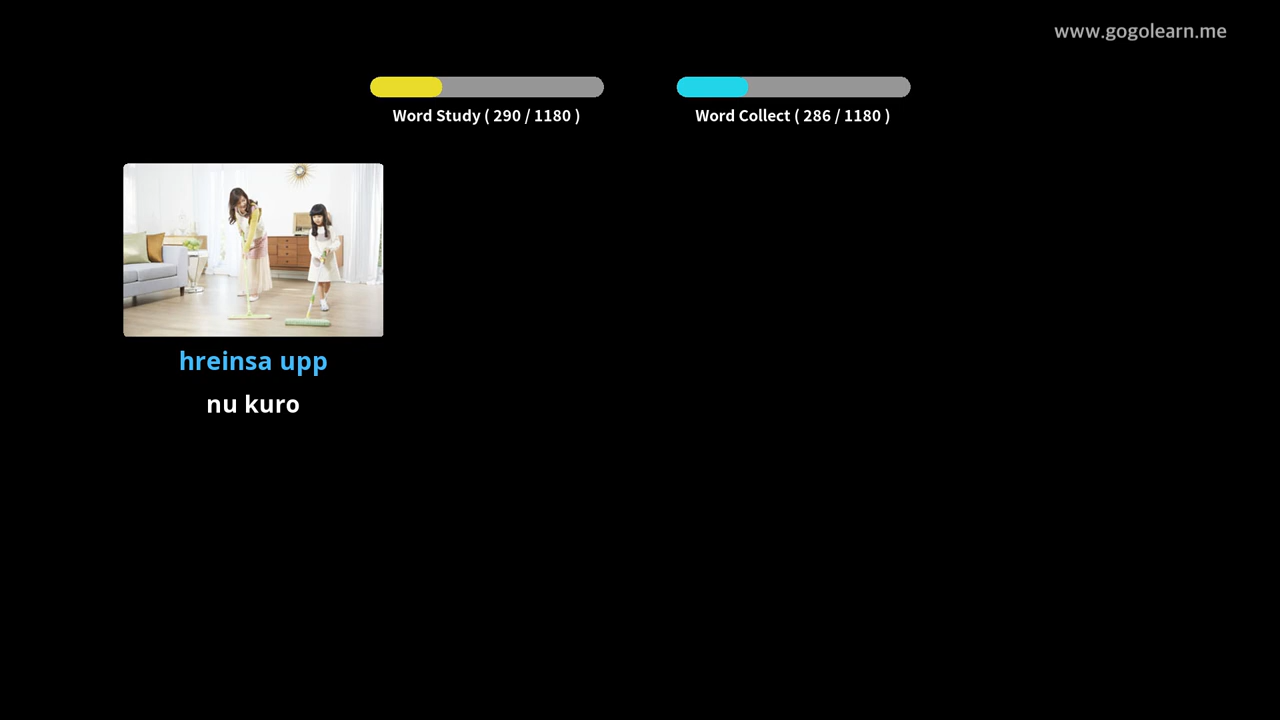 www.gogolearn.me
Word Study ( 290 / 1180 )
Word Collect ( 286 / 1180 )
hreinsa upp
nu kuro